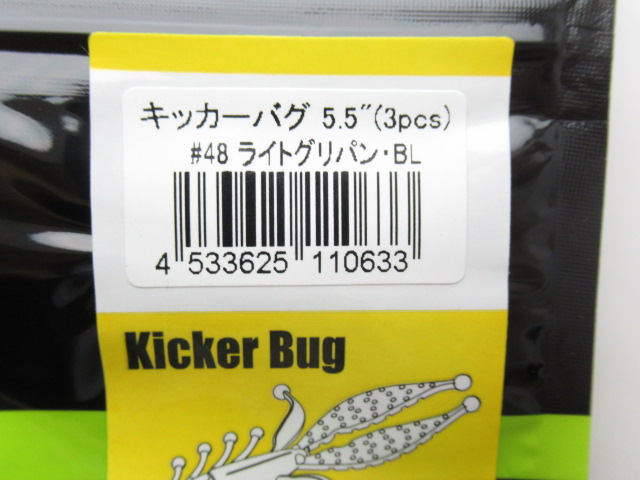 キッカーバグ 5.5"(3pcs)
#48 ライトグリパン・BL
4 533625 110633
Kicker Bug